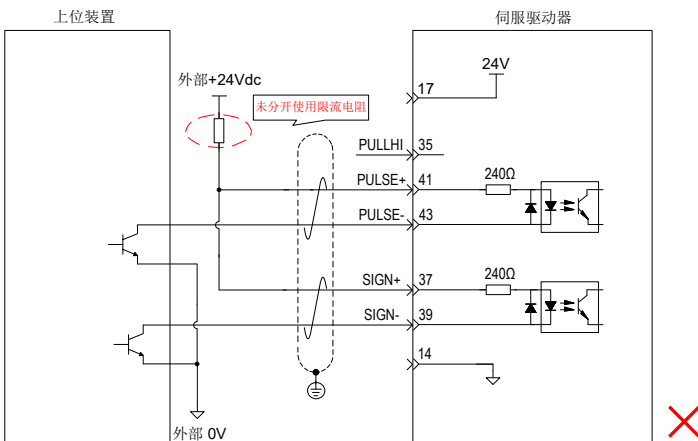 上位装置
伺服驱动器
外部+24Vdc
24V
17
未分开使用限流电阻
PULLHI 35
PULSE+ 41
240Ω
PULSE- 43
SIGN+ 37
240Ω
SIGN- 39
14
外部 0V